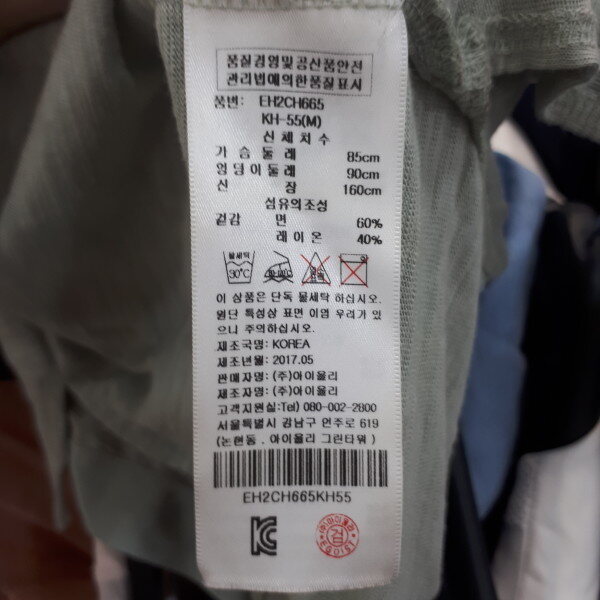 품질경영및공산품안전
관리법에의한품질표시
품번: EH2CH665
KH-55(M)
신체치수
가슴둘레 85cm
엉덩이둘레 90cm
신장 160cm
섬유의조성
겉감 면 60%
레이온 40%
물세탁
30°C
이 상품은 단독 물세탁 하십시오.
원단 특성상 표면 이염 우려가 있
으니 주의하십시오.
제조국명: KOREA
제조년월: 2017.05
판매자명: (주)아이올리
제조자명: (주)아이올리
고객지원실:Tel) 080-002-2800
서울특별시 강남구 언주로 619
(논현동 , 아이올리 그린타워 )
EH2CH665KH55
(주)아이올리
검
EGOIST